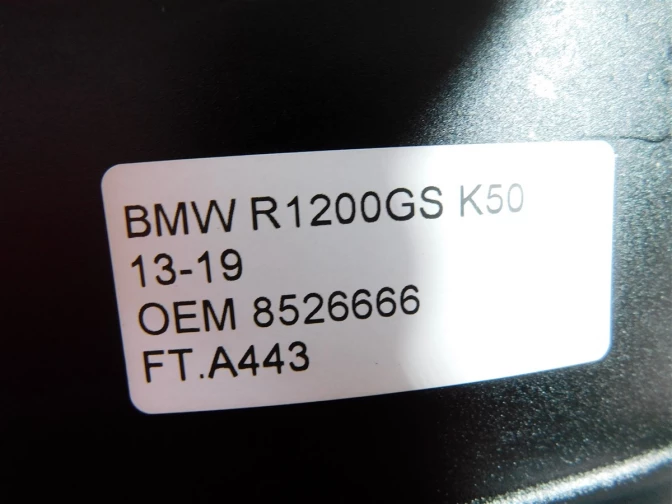 BMW R1200GS K50
13-19
OEM 8526666
FT.A443